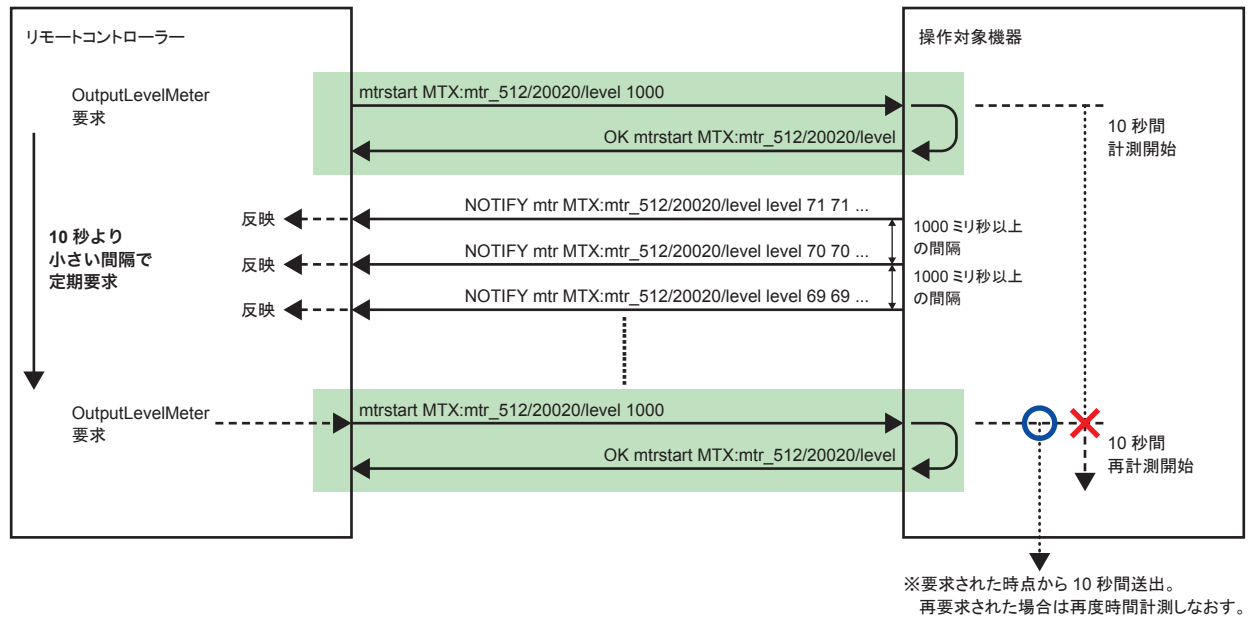 リモートコントローラー
操作対象機器
OutputLevelMeter
要求
mtrstart MTX:mtr_512/20020/level 1000
OK mtrstart MTX:mtr_512/20020/level
10 秒間
計測開始
10 秒より
小さい間隔で
定期要求
反映
NOTIFY mtr MTX:mtr_512/20020/level level 71 71 ...
1000 ミリ秒以上
の間隔
反映
NOTIFY mtr MTX:mtr_512/20020/level level 70 70 ...
1000 ミリ秒以上
の間隔
反映
NOTIFY mtr MTX:mtr_512/20020/level level 69 69 ...
OutputLevelMeter
要求
mtrstart MTX:mtr_512/20020/level 1000
OK mtrstart MTX:mtr_512/20020/level
10 秒間
再計測開始
※要求された時点から 10 秒間送出。
再要求された場合は再度時間計測しなおす。